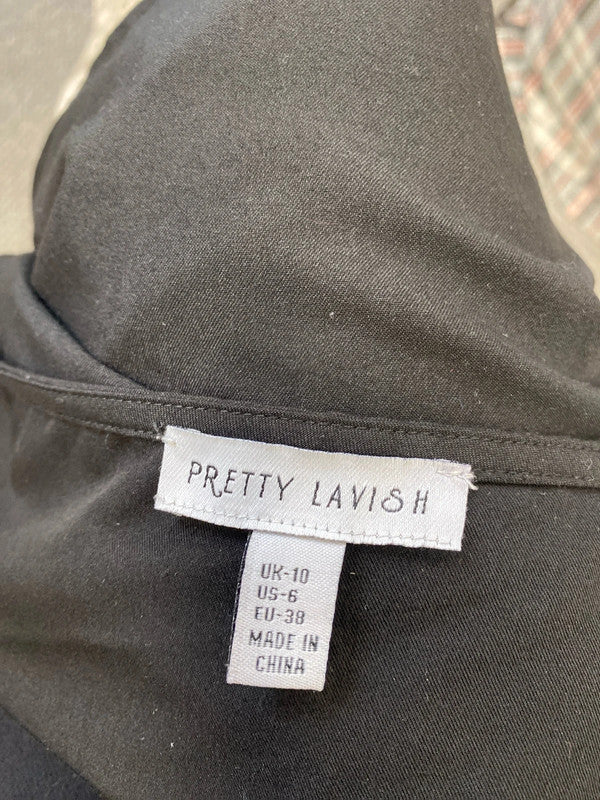 PRETTY LAVISH
UK-10
US-6
EU-38
MADE IN
CHINA